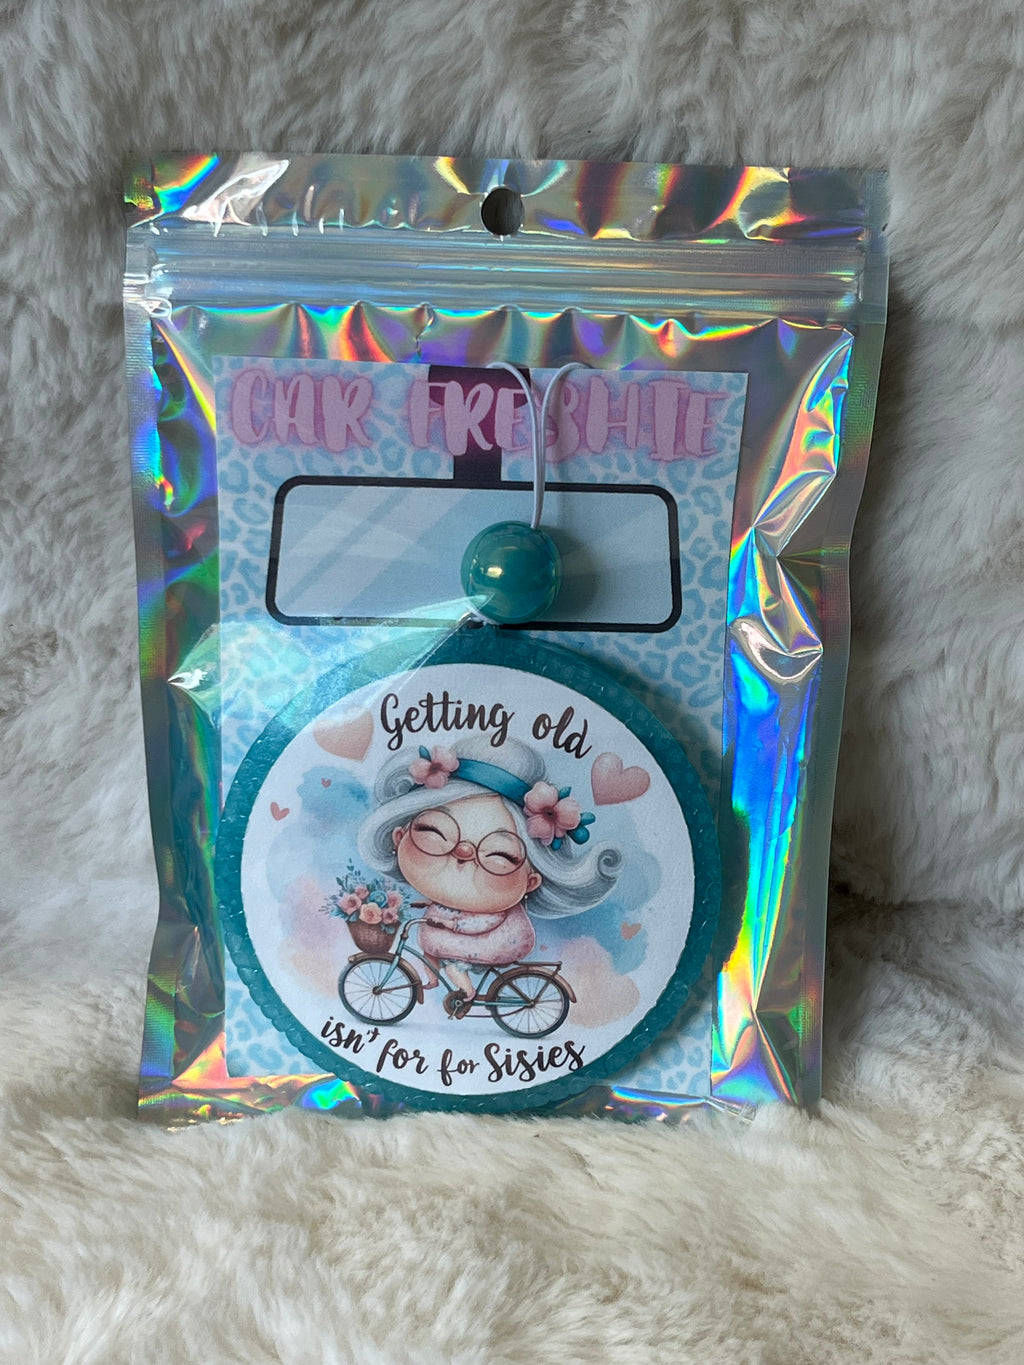 CAR FRESHIE
Getting old
isn't for for Sisies